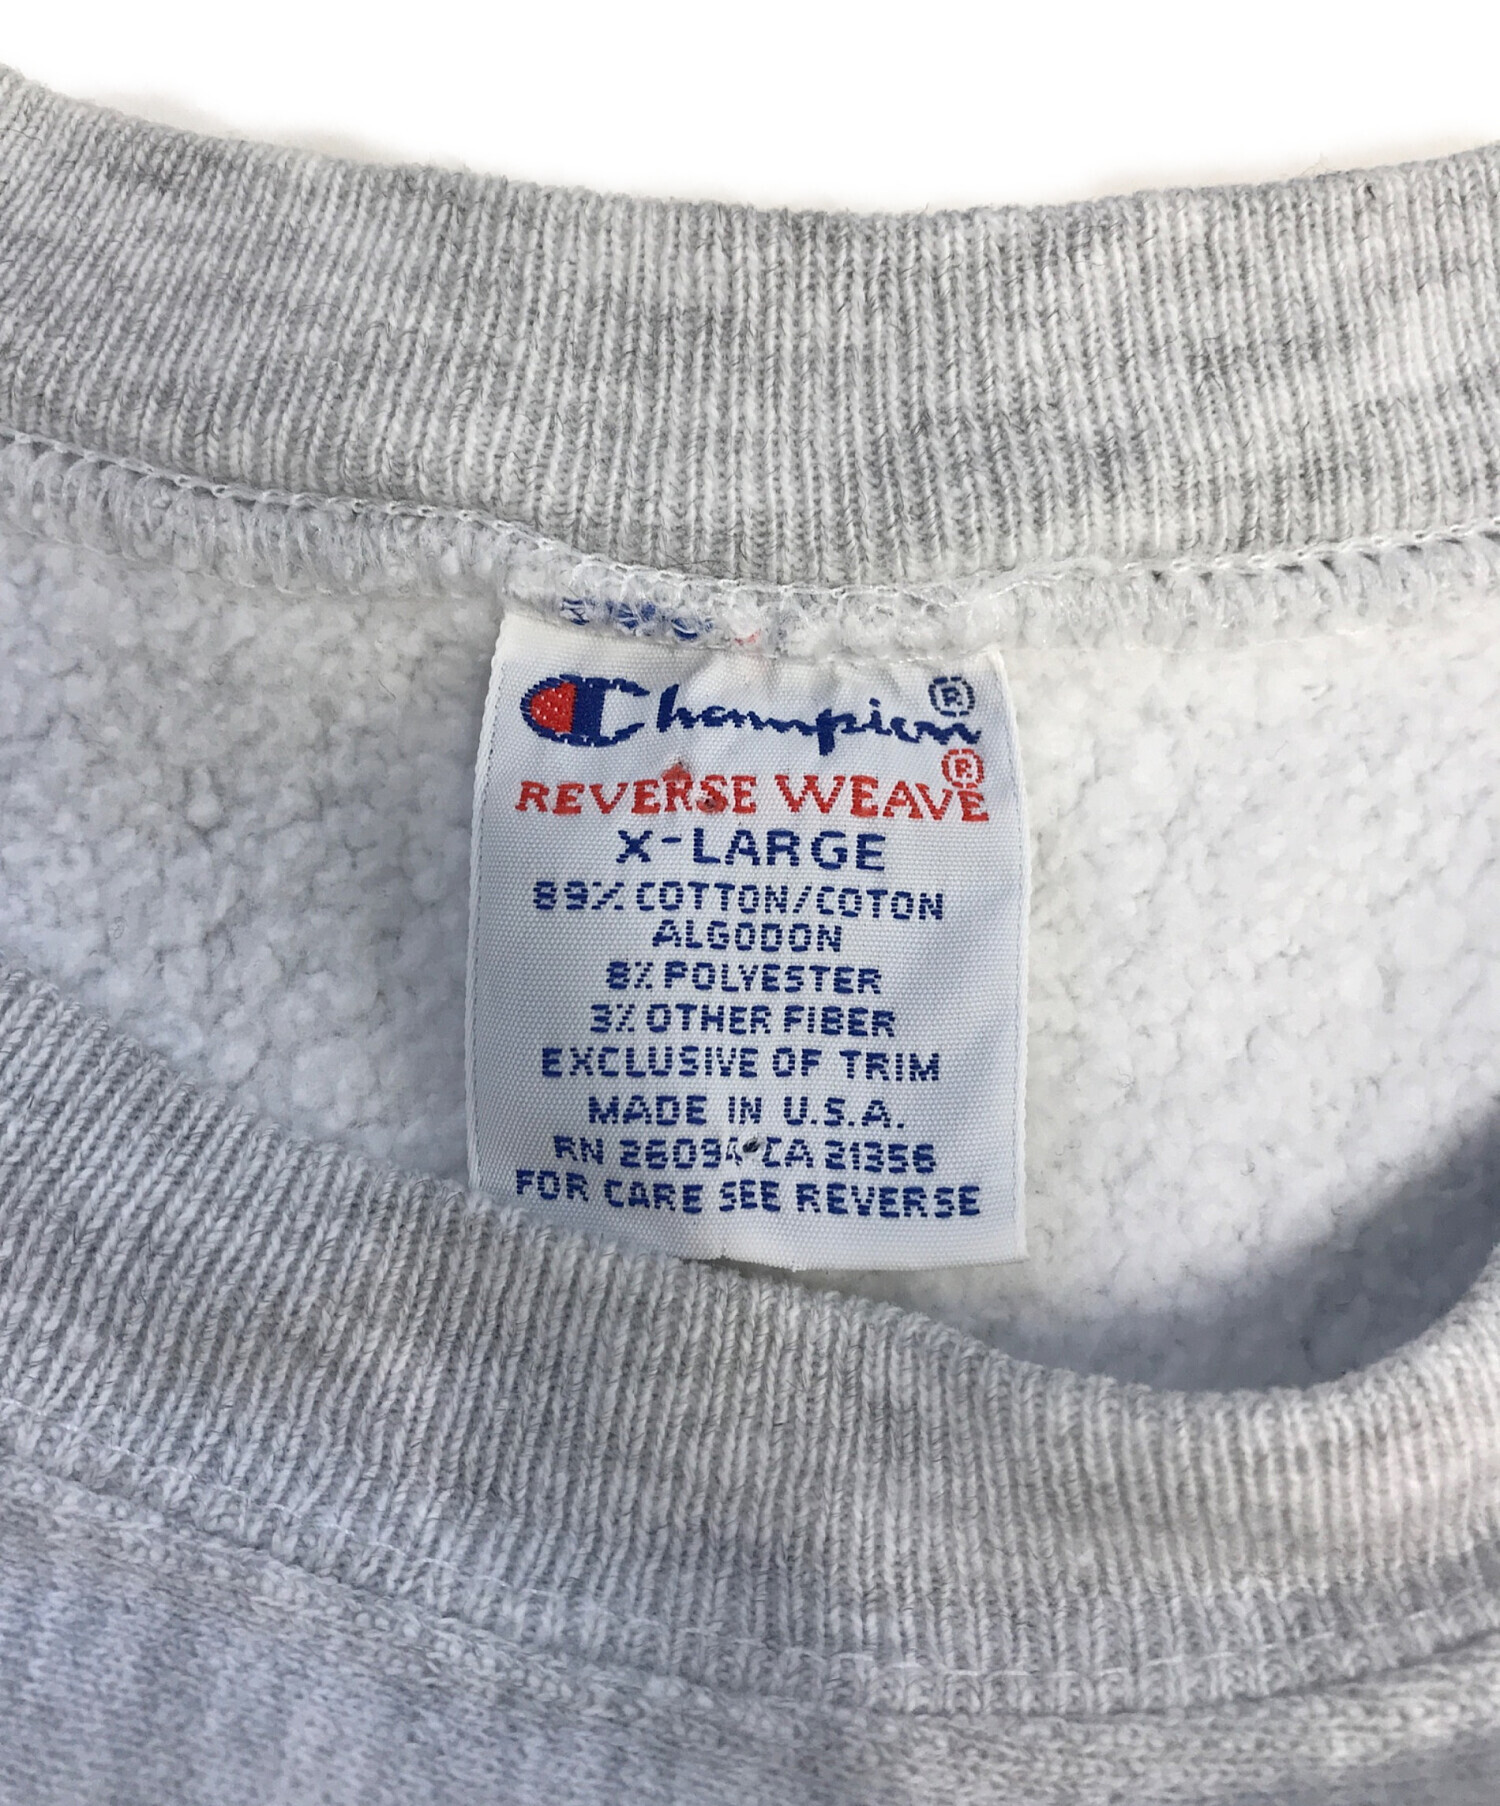 Champion®
REVERSE WEAVE®
X-LARGE
89% COTTON/COTON
ALGODON
8% POLYESTER
3% OTHER FIBER
EXCLUSIVE OF TRIM
MADE IN U.S.A.
RN 26094 CA 21356
FOR CARE SEE REVERSE